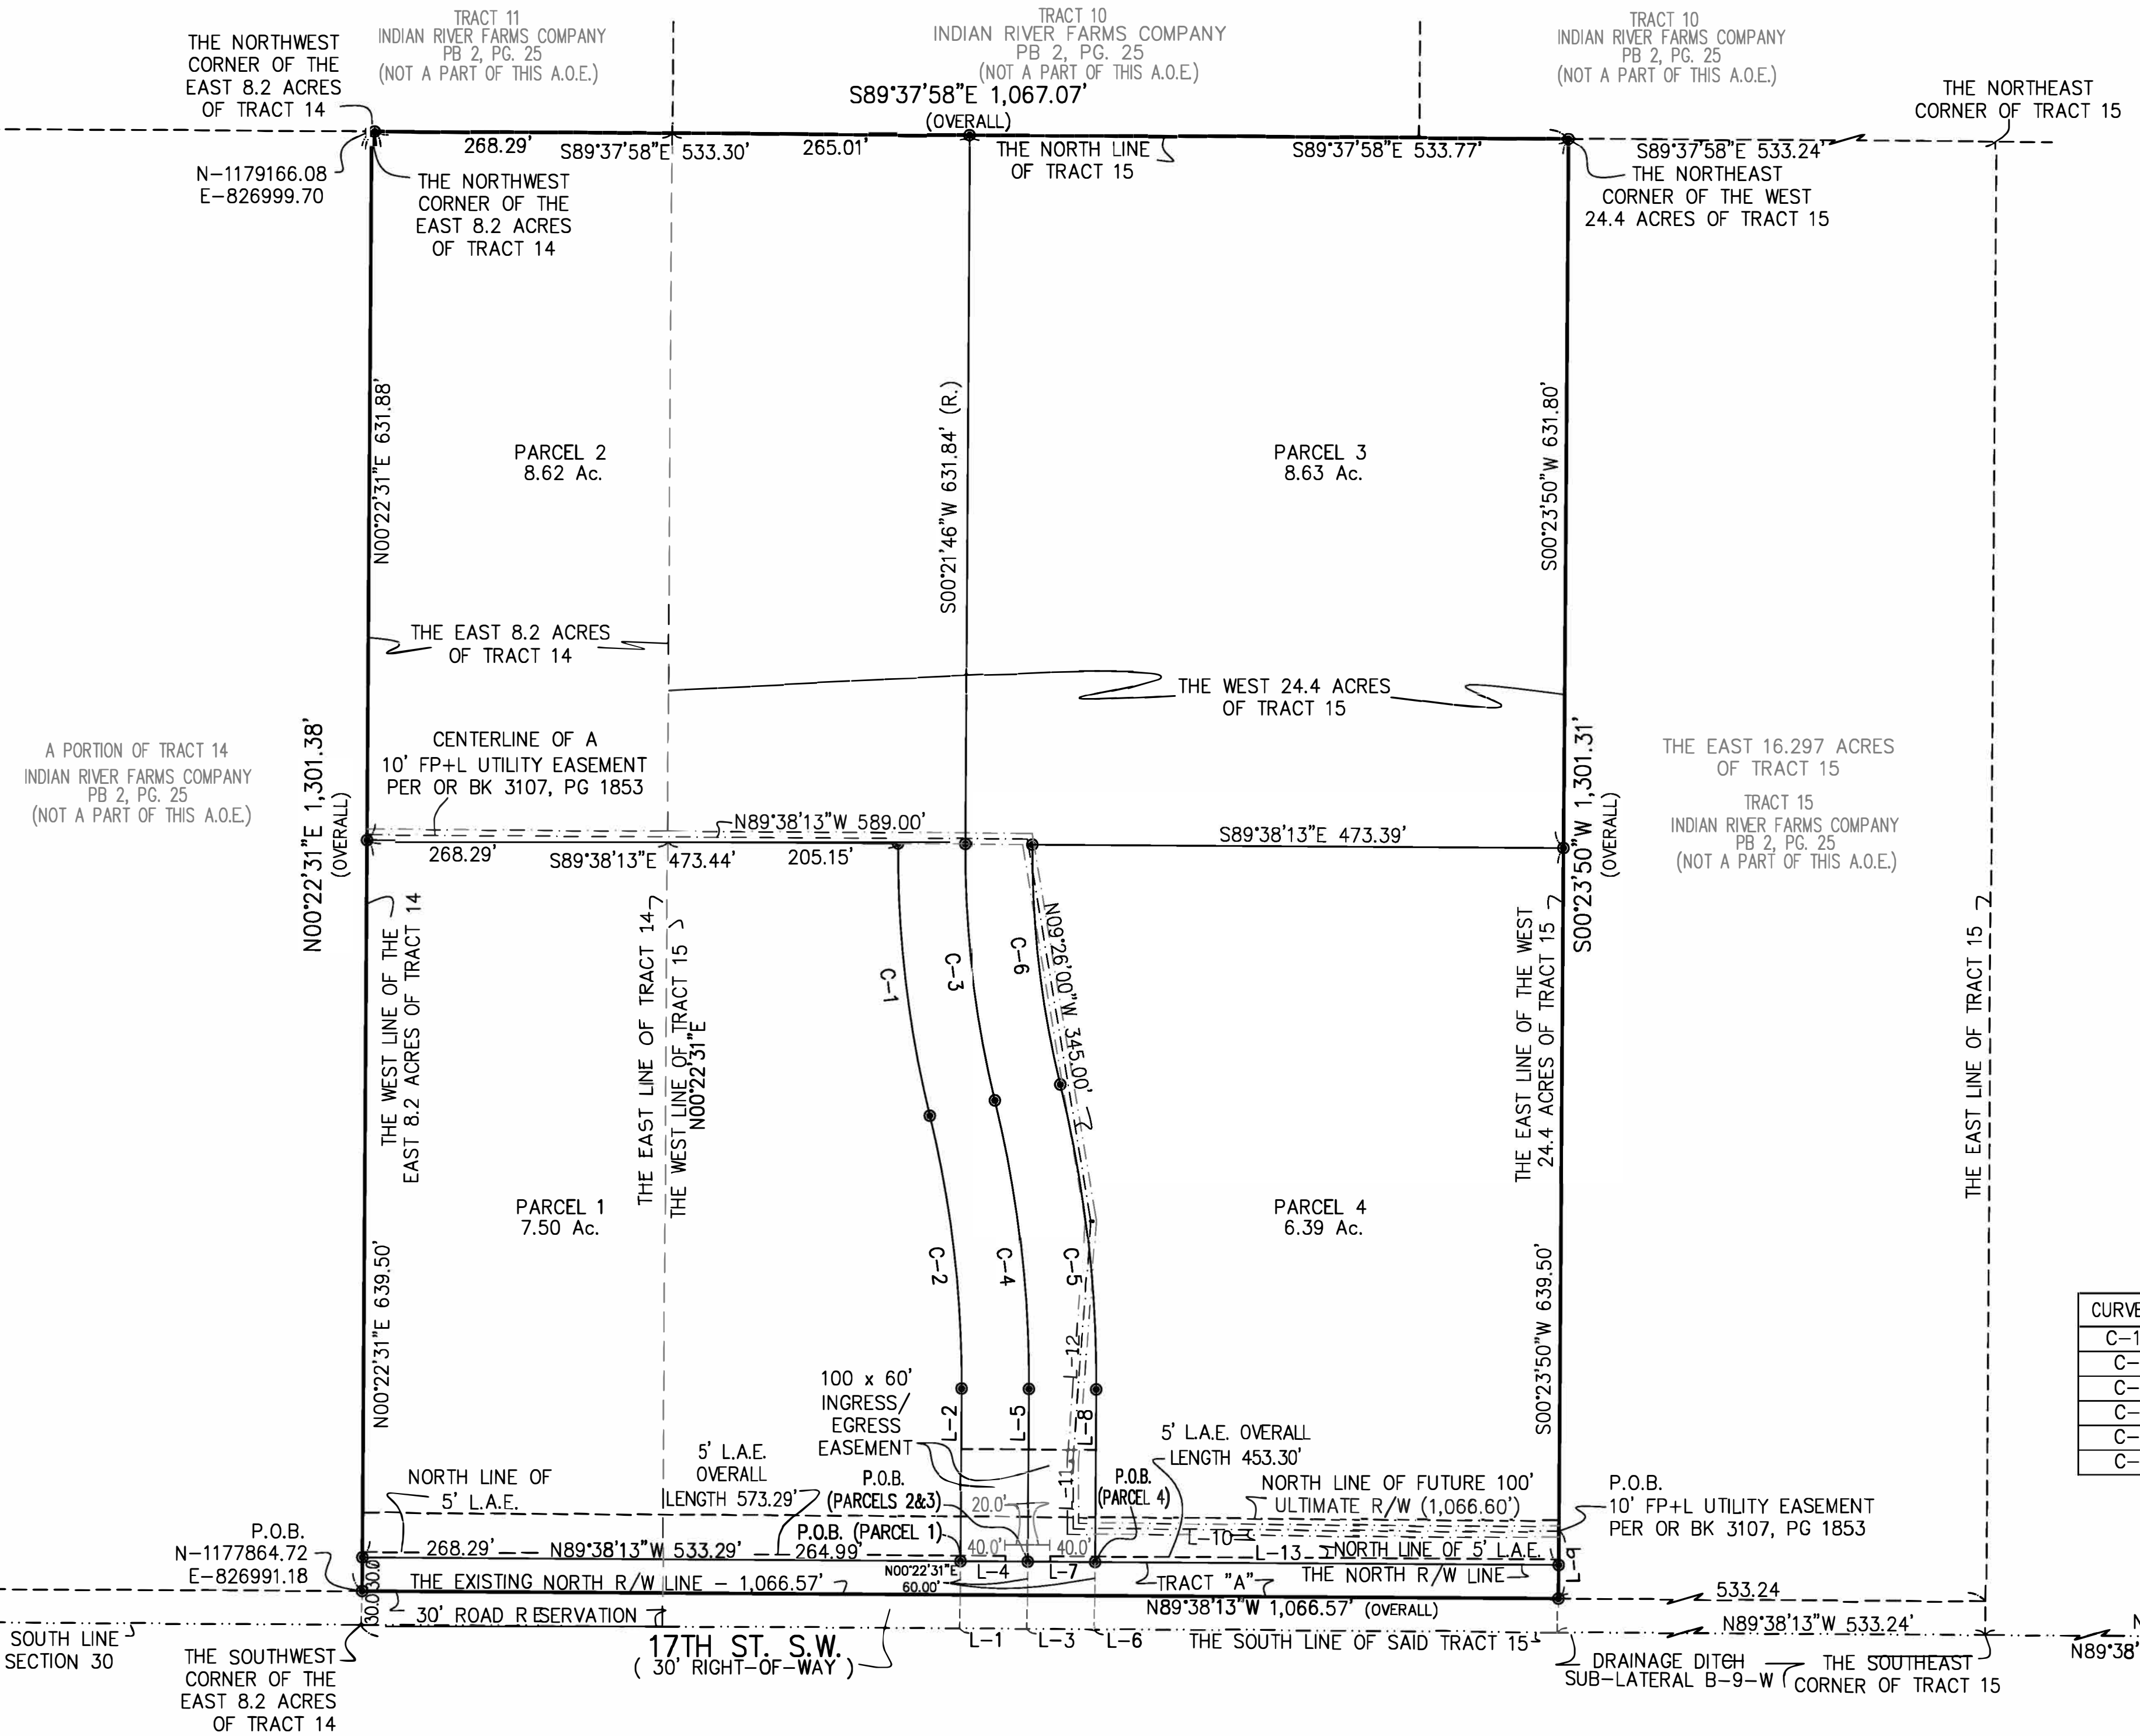 TRACT 11
INDIAN RIVER FARMS COMPANY
PB 2, PG. 25
(NOT A PART OF THIS A.O.E.)
TRACT 10
INDIAN RIVER FARMS COMPANY
PB 2, PG. 25
(NOT A PART OF THIS A.O.E.)
TRACT 10
INDIAN RIVER FARMS COMPANY
PB 2, PG. 25
(NOT A PART OF THIS A.O.E.)
THE NORTHWEST
CORNER OF THE
EAST 8.2 ACRES
OF TRACT 14
S89°37'58"E 1,067.07'
(OVERALL)
THE NORTHEAST
CORNER OF TRACT 15
268.29'
S89°37'58"E 533.30'
265.01'
THE NORTH LINE
OF TRACT 15
S89°37'58"E 533.77'
S89°37'58"E 533.24'
N-1179166.08
E-826999.70
THE NORTHWEST
CORNER OF THE
EAST 8.2 ACRES
OF TRACT 14
THE NORTHEAST
CORNER OF THE WEST
24.4 ACRES OF TRACT 15
N00°22'31"E 631.88'
S00°21'46"W 631.84' (R.)
S00°23'50"W 631.80'
PARCEL 2
8.62 Ac.
PARCEL 3
8.63 Ac.
THE EAST 8.2 ACRES
OF TRACT 14
THE WEST 24.4 ACRES
OF TRACT 15
A PORTION OF TRACT 14
INDIAN RIVER FARMS COMPANY
PB 2, PG. 25
(NOT A PART OF THIS A.O.E.)
N00°22'31"E 1,301.38'
(OVERALL)
CENTERLINE OF A
10' FP+L UTILITY EASEMENT
PER OR BK 3107, PG 1853
N89°38'13"W 589.00'
268.29'
S89°38'13"E 473.44'
205.15'
S89°38'13"E 473.39'
S00°23'50"W 1,301.31'
(OVERALL)
THE EAST 16.297 ACRES
OF TRACT 15
TRACT 15
INDIAN RIVER FARMS COMPANY
PB 2, PG. 25
(NOT A PART OF THIS A.O.E.)
THE WEST LINE OF THE
EAST 8.2 ACRES OF TRACT 14
THE EAST LINE OF TRACT 14
THE WEST LINE OF TRACT 15
N00°22'31"E
C-1
C-3
C-6
N09°26'00"W 345.00'
THE EAST LINE OF THE WEST
24.4 ACRES OF TRACT 15
THE EAST LINE OF TRACT 15
PARCEL 1
7.50 Ac.
PARCEL 4
6.39 Ac.
N00°22'31"E 639.50'
C-2
C-4
C-5
S00°23'50"W 639.50'
CURVE
C-1
C-
C-
C-
C-
C-
100 x 60'
INGRESS/
EGRESS
EASEMENT
L-2
L-5
L-8
L-12
L-11
5' L.A.E. OVERALL
LENGTH 453.30'
NORTH LINE OF
5' L.A.E.
5' L.A.E.
OVERALL
LENGTH 573.29'
P.O.B.
(PARCELS 2&3)
P.O.B. (PARCEL 1)
20.0'
P.O.B.
(PARCEL 4)
NORTH LINE OF FUTURE 100'
ULTIMATE R/W (1,066.60')
P.O.B.
10' FP+L UTILITY EASEMENT
PER OR BK 3107, PG 1853
P.O.B.
N-1177864.72
E-826991.18
268.29'
N89°38'13"W 533.29'
264.99'
40.0'
40.0'
L-10
L-13
NORTH LINE OF 5' L.A.E.
30.0'
30.0'
THE EXISTING NORTH R/W LINE - 1,066.57'
N00°22'31"E
60.00'
L-4
L-7
TRACT "A"
THE NORTH R/W LINE
L-9
30' ROAD RESERVATION
N89°38'13"W 1,066.57' (OVERALL)
533.24
17TH ST. S.W.
( 30' RIGHT-OF-WAY )
L-1
L-3
L-6
THE SOUTH LINE OF SAID TRACT 15
N89°38'13"W 533.24'
SOUTH LINE
SECTION 30
THE SOUTHWEST
CORNER OF THE
EAST 8.2 ACRES
OF TRACT 14
DRAINAGE DITCH
SUB-LATERAL B-9-W
THE SOUTHEAST
CORNER OF TRACT 15
N
N89°38'